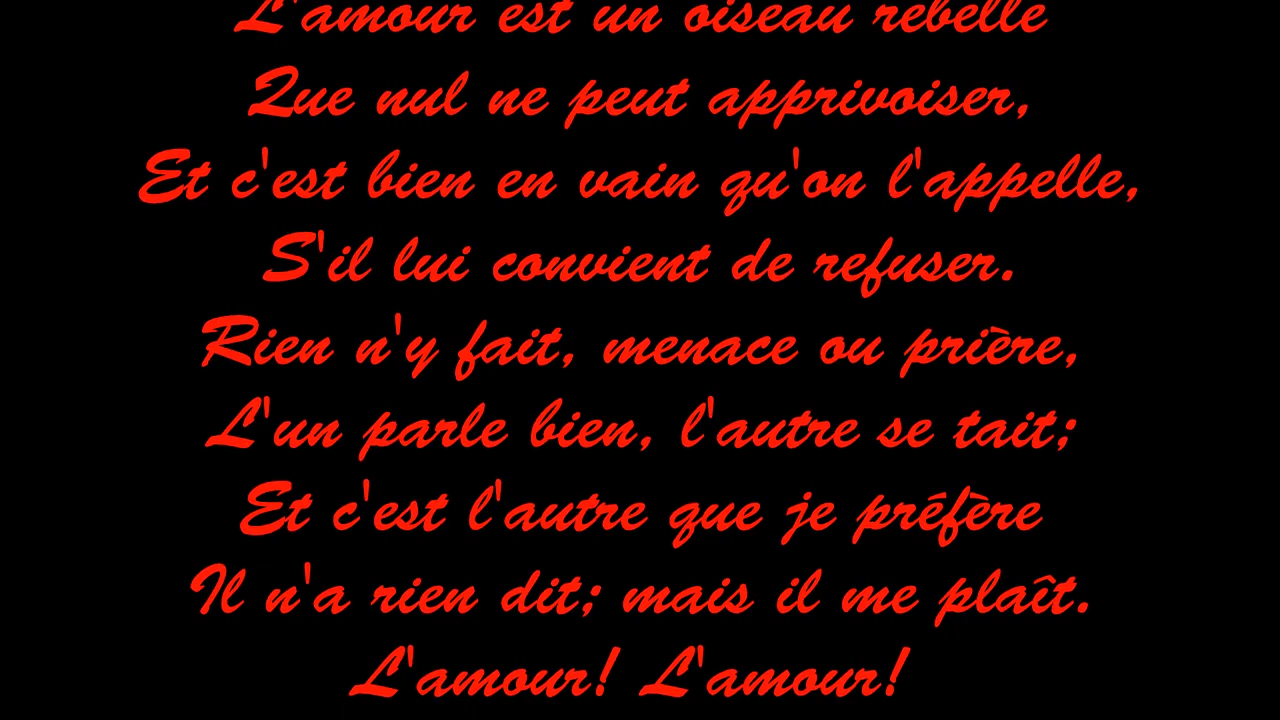 L'amour est un oiseau rebelle
Que nul ne peut apprivoiser,
Et c'est bien en vain qu'on l'appelle,
S'il lui convient de refuser.
Rien n'y fait, menace ou prière,
L'un parle bien, l'autre se tait;
Et c'est l'autre que je préfère
Il n'a rien dit; mais il me plaît.
L'amour! L'amour!